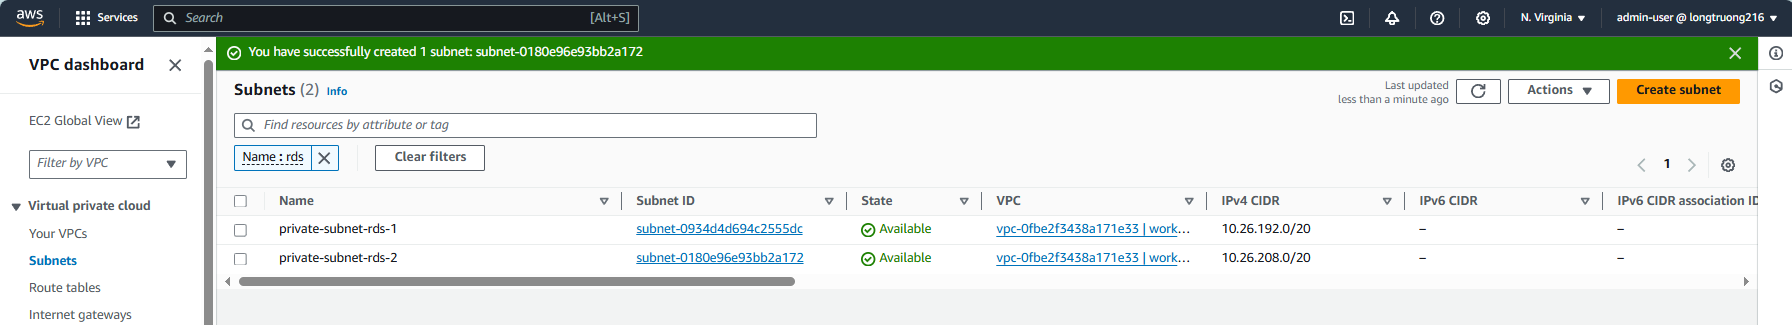 aws Services Search [Alt+S] N. Virginia admin-user @ longtruong216
VPC dashboard
EC2 Global View
Filter by VPC
Virtual private cloud
Your VPCs
Subnets
Route tables
Internet gateways
You have successfully created 1 subnet: subnet-0180e96e93bb2a172
Subnets (2) Info
Last updated
less than a minute ago
Actions
Create subnet
Find resources by attribute or tag
Name : rds
Clear filters
1
Name Subnet ID State VPC IPv4 CIDR IPv6 CIDR IPv6 CIDR association ID
private-subnet-rds-1 subnet-0934d4d694c2555dc Available vpc-0fbe2f3438a171e33 | work... 10.26.192.0/20 – –
private-subnet-rds-2 subnet-0180e96e93bb2a172 Available vpc-0fbe2f3438a171e33 | work... 10.26.208.0/20 – –